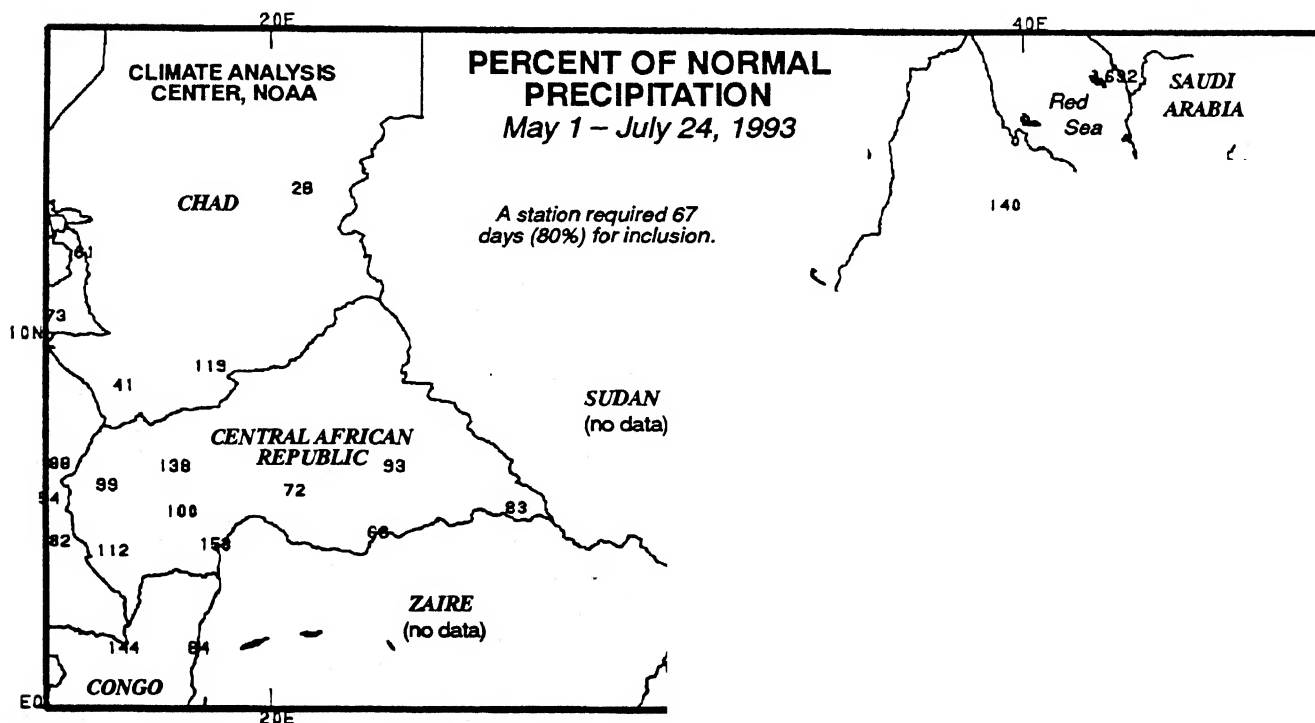 20E
40E
CLIMATE ANALYSIS
CENTER, NOAA
PERCENT OF NORMAL
PRECIPITATION
May 1 – July 24, 1993
SAUDI
ARABIA
Red
Sea
28
CHAD
140
A station required 67
days (80%) for inclusion.
61
73
10N
119
41
SUDAN
(no data)
CENTRAL AFRICAN
REPUBLIC
138
93
99
72
100
83
82
112
ZAIRE
(no data)
144
84
CONGO
EQ
20E